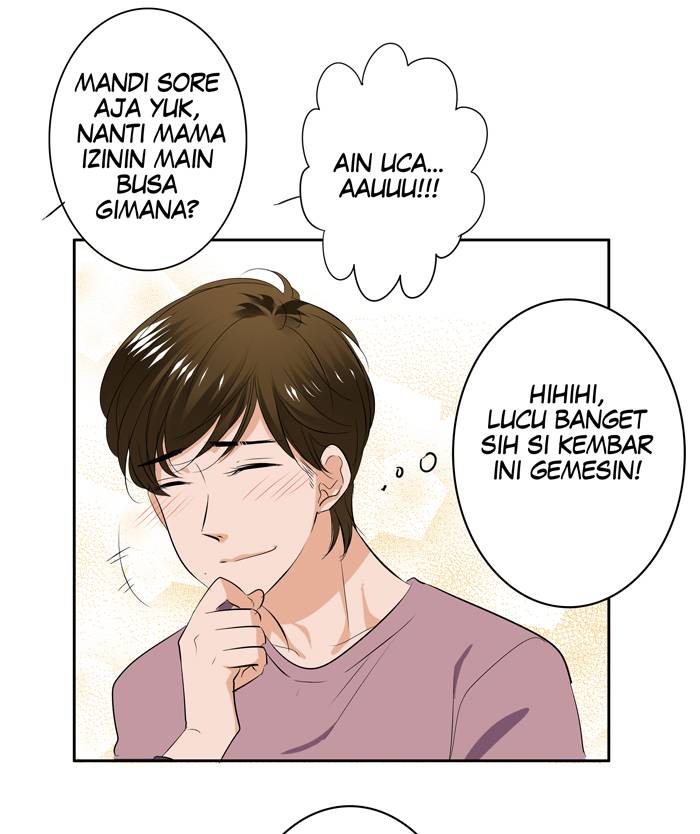 MANDI SORE
AJA YUK,
NANTI MAMA
IZININ MAIN
BUSA
GIMANA?
AIN UCA...
AAUUU!!!
HIHIHI,
LUCU BANGET
SIH SI KEMBAR
INI GEMESIN!